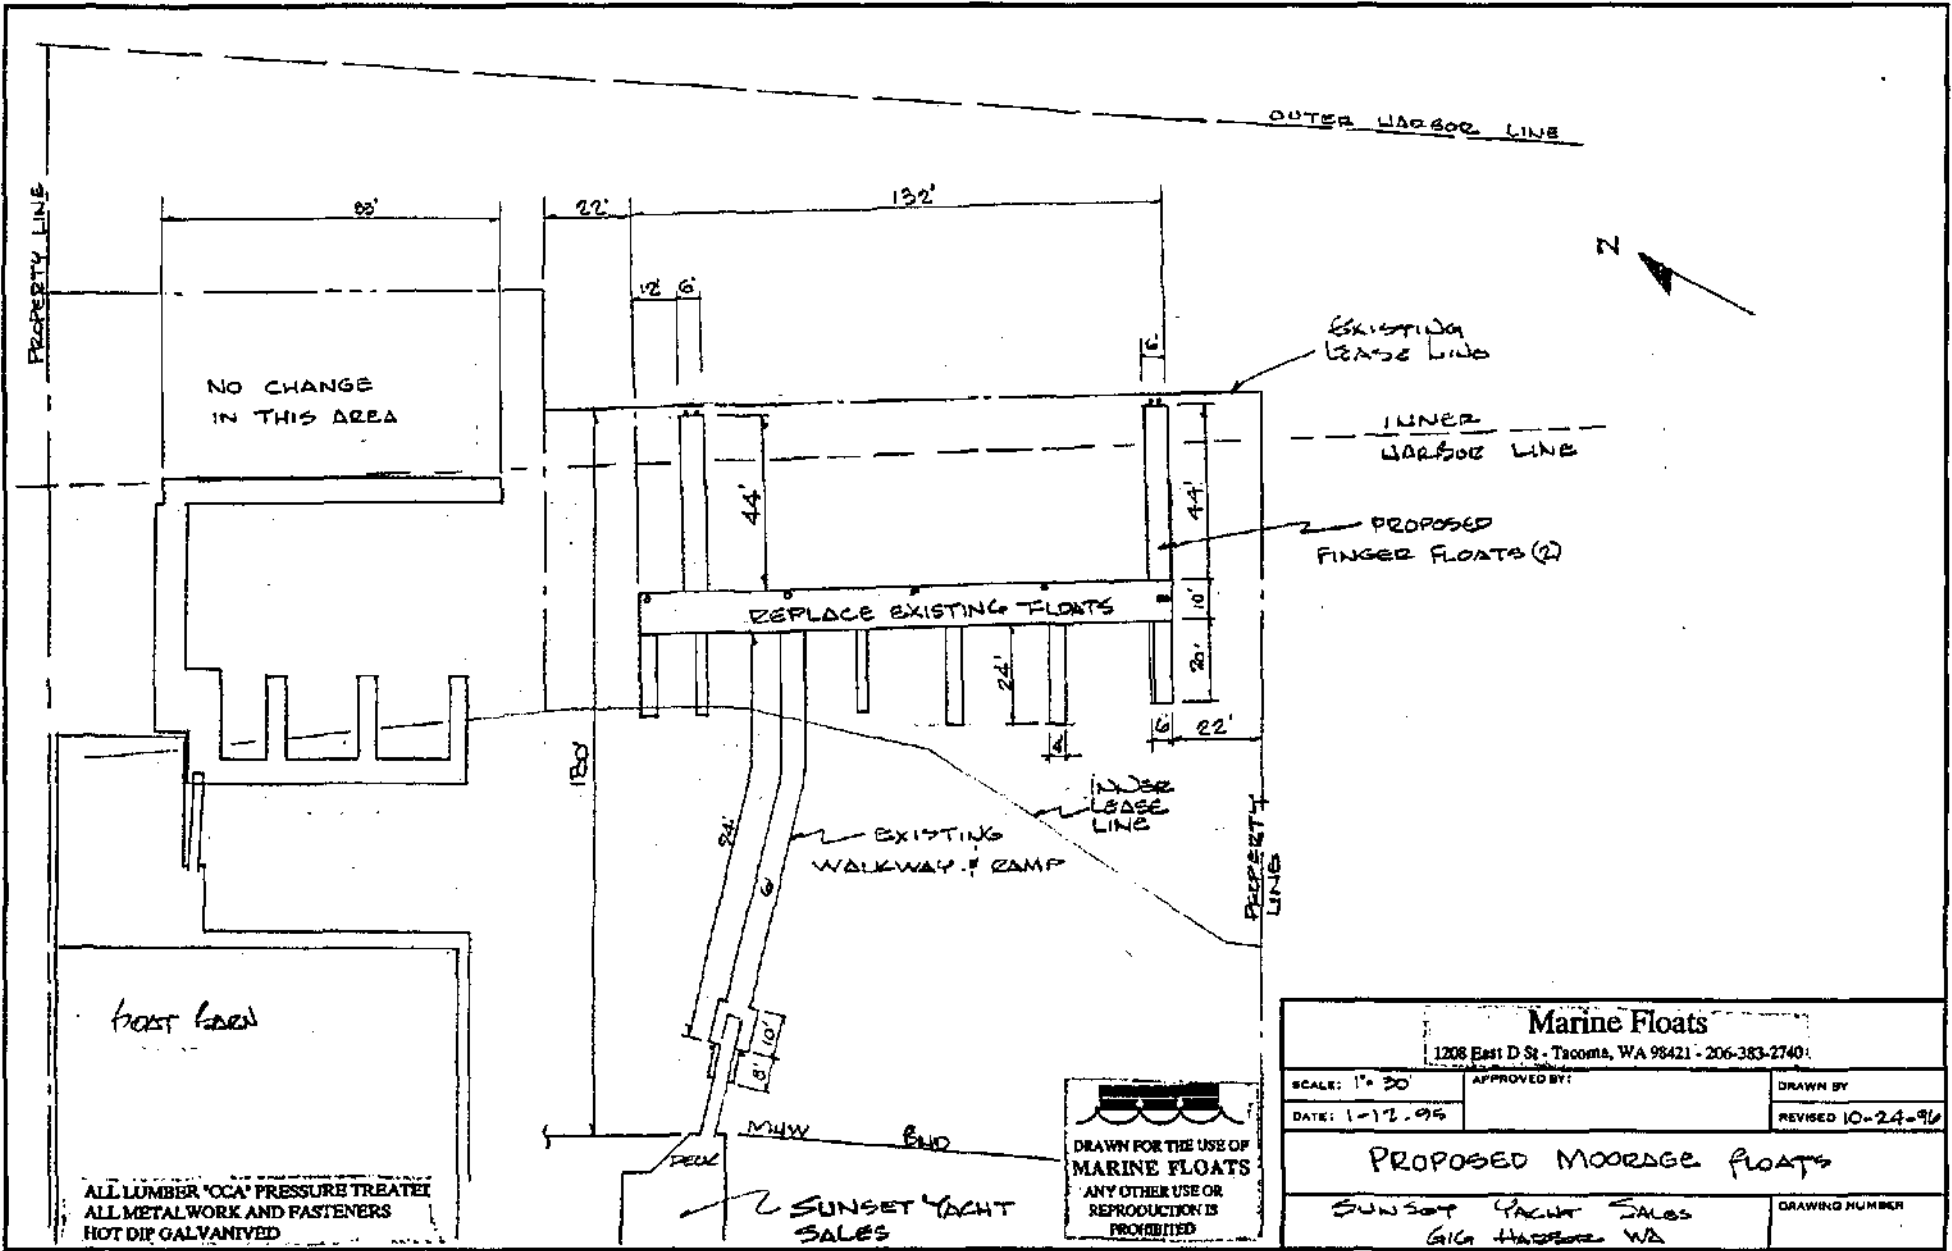 OUTER HARBOR LINE
PROPERTY LINE
83'
22'
132'
N
12'
6'
6'
EXISTING
LEASE LINE
NO CHANGE
IN THIS AREA
INNER
HARBOR LINE
44'
44'
PROPOSED
FINGER FLOATS (2)
REPLACE EXISTING FLOATS
10'
20'
24'
6'
22'
4'
180'
INNER
LEASE
LINE
24'
EXISTING
WALKWAY & RAMP
6'
PROPERTY
LINE
BOAT BARN
10'
8'
MHW BHD
DECK
SUNSET YACHT
SALES
ALL LUMBER "CCA" PRESSURE TREATED
ALL METALWORK AND FASTENERS
HOT DIP GALVANIVED
DRAWN FOR THE USE OF
MARINE FLOATS
ANY OTHER USE OR
REPRODUCTION IS
PROHIBITED
Marine Floats
1208 East D St - Tacoma, WA 98421 - 206-383-2740
SCALE: 1"= 30'
APPROVED BY:
DRAWN BY
DATE: 1-17-95
REVISED 10-24-96
PROPOSED MOORAGE FLOATS
SUNSET YACHT SALES
GIG HARBOR WA
DRAWING NUMBER